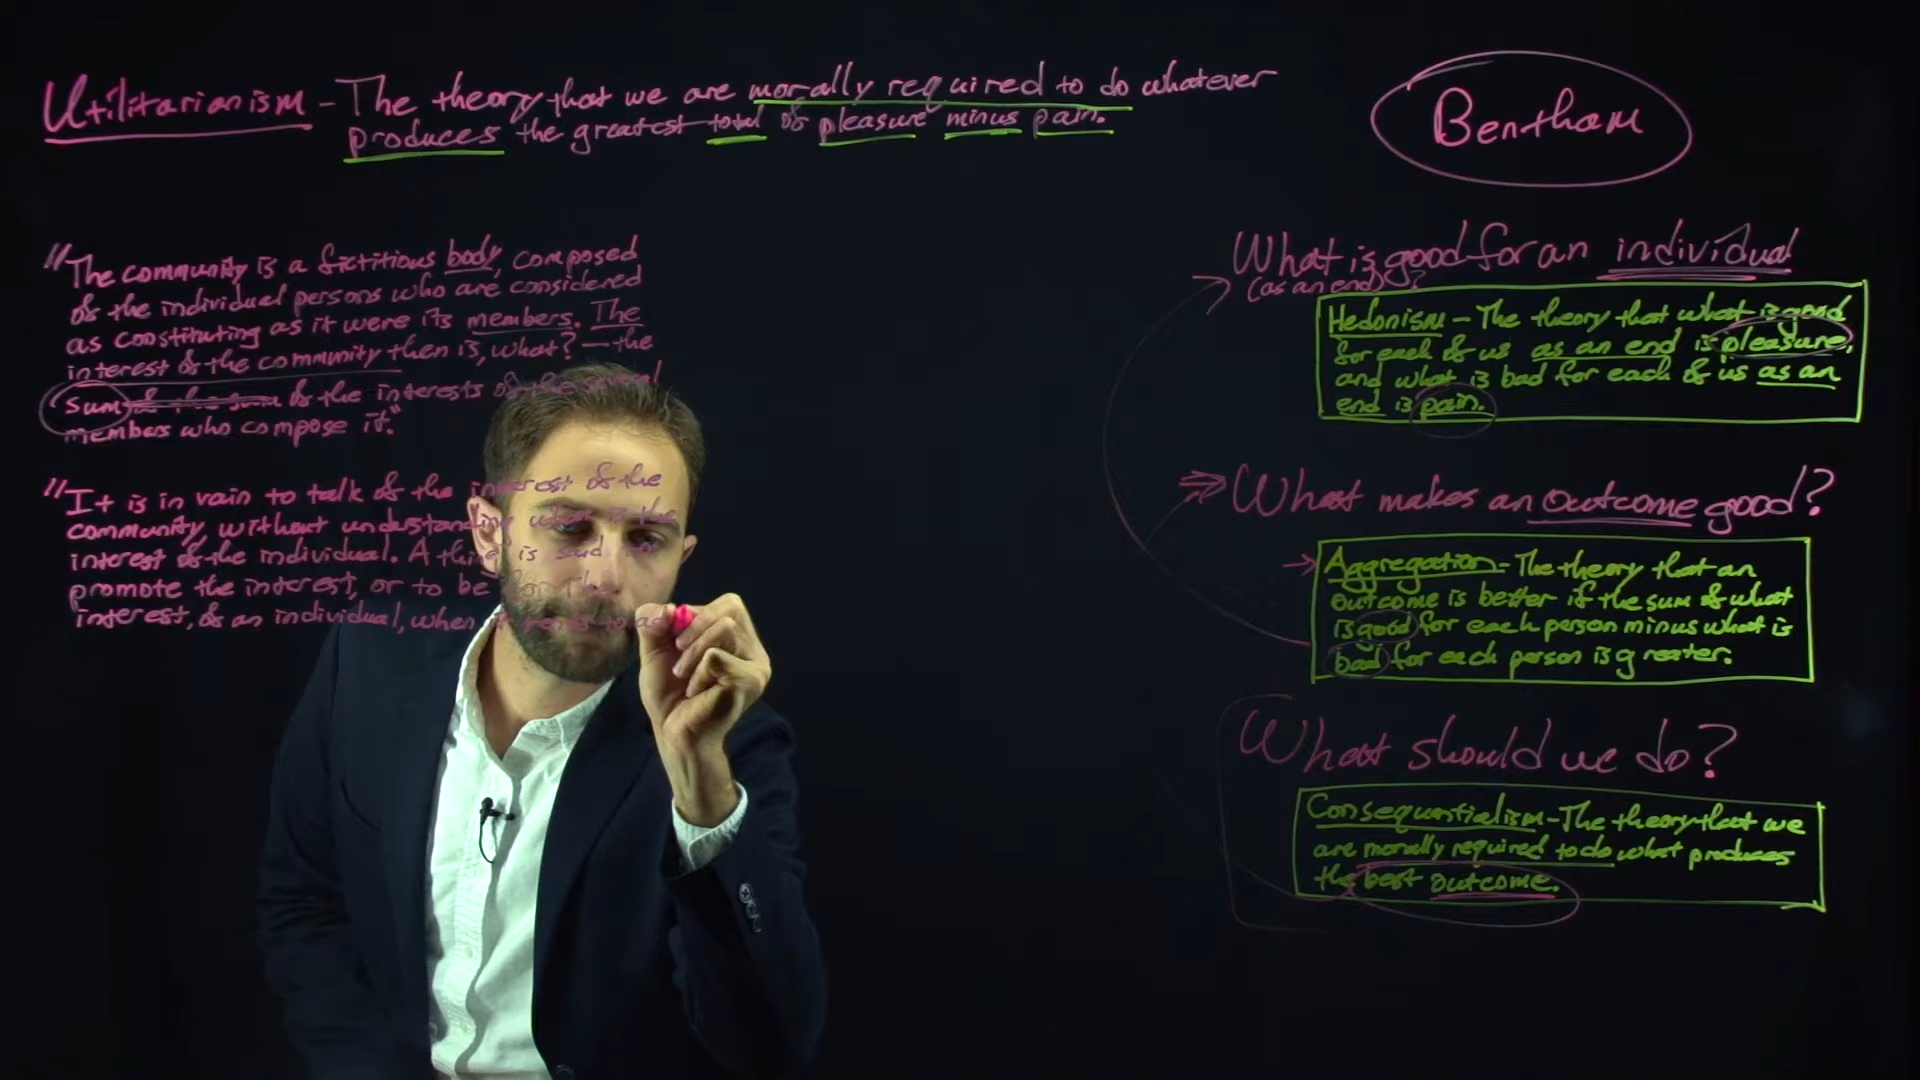 Utilitarianism - The theory that we are morally required to do whatever
produces the greatest total of pleasure minus pain.
Bentham
"The community is a fictitious body, composed
of the individual persons who are considered
as constituting as it were its members. The
interest of the community then is, what? — the
sum of the sum of the interests of the several
members who compose it."
"It is in vain to talk of the interest of the
community without understanding what is the
interest of the individual. A thing is said to
promote the interest, or to be for the
interest, of an individual, when it tends to ad
What is good for an individual
(as an end)?
Hedonism - The theory that what is good
for each of us as an end is pleasure,
and what is bad for each of us as an
end is pain.
What makes an outcome good?
Aggregation - The theory that an
outcome is better if the sum of what
is good for each person minus what is
bad for each person is greater.
What should we do?
Consequentialism - The theory that we
are morally required to do what produces
the best outcome.